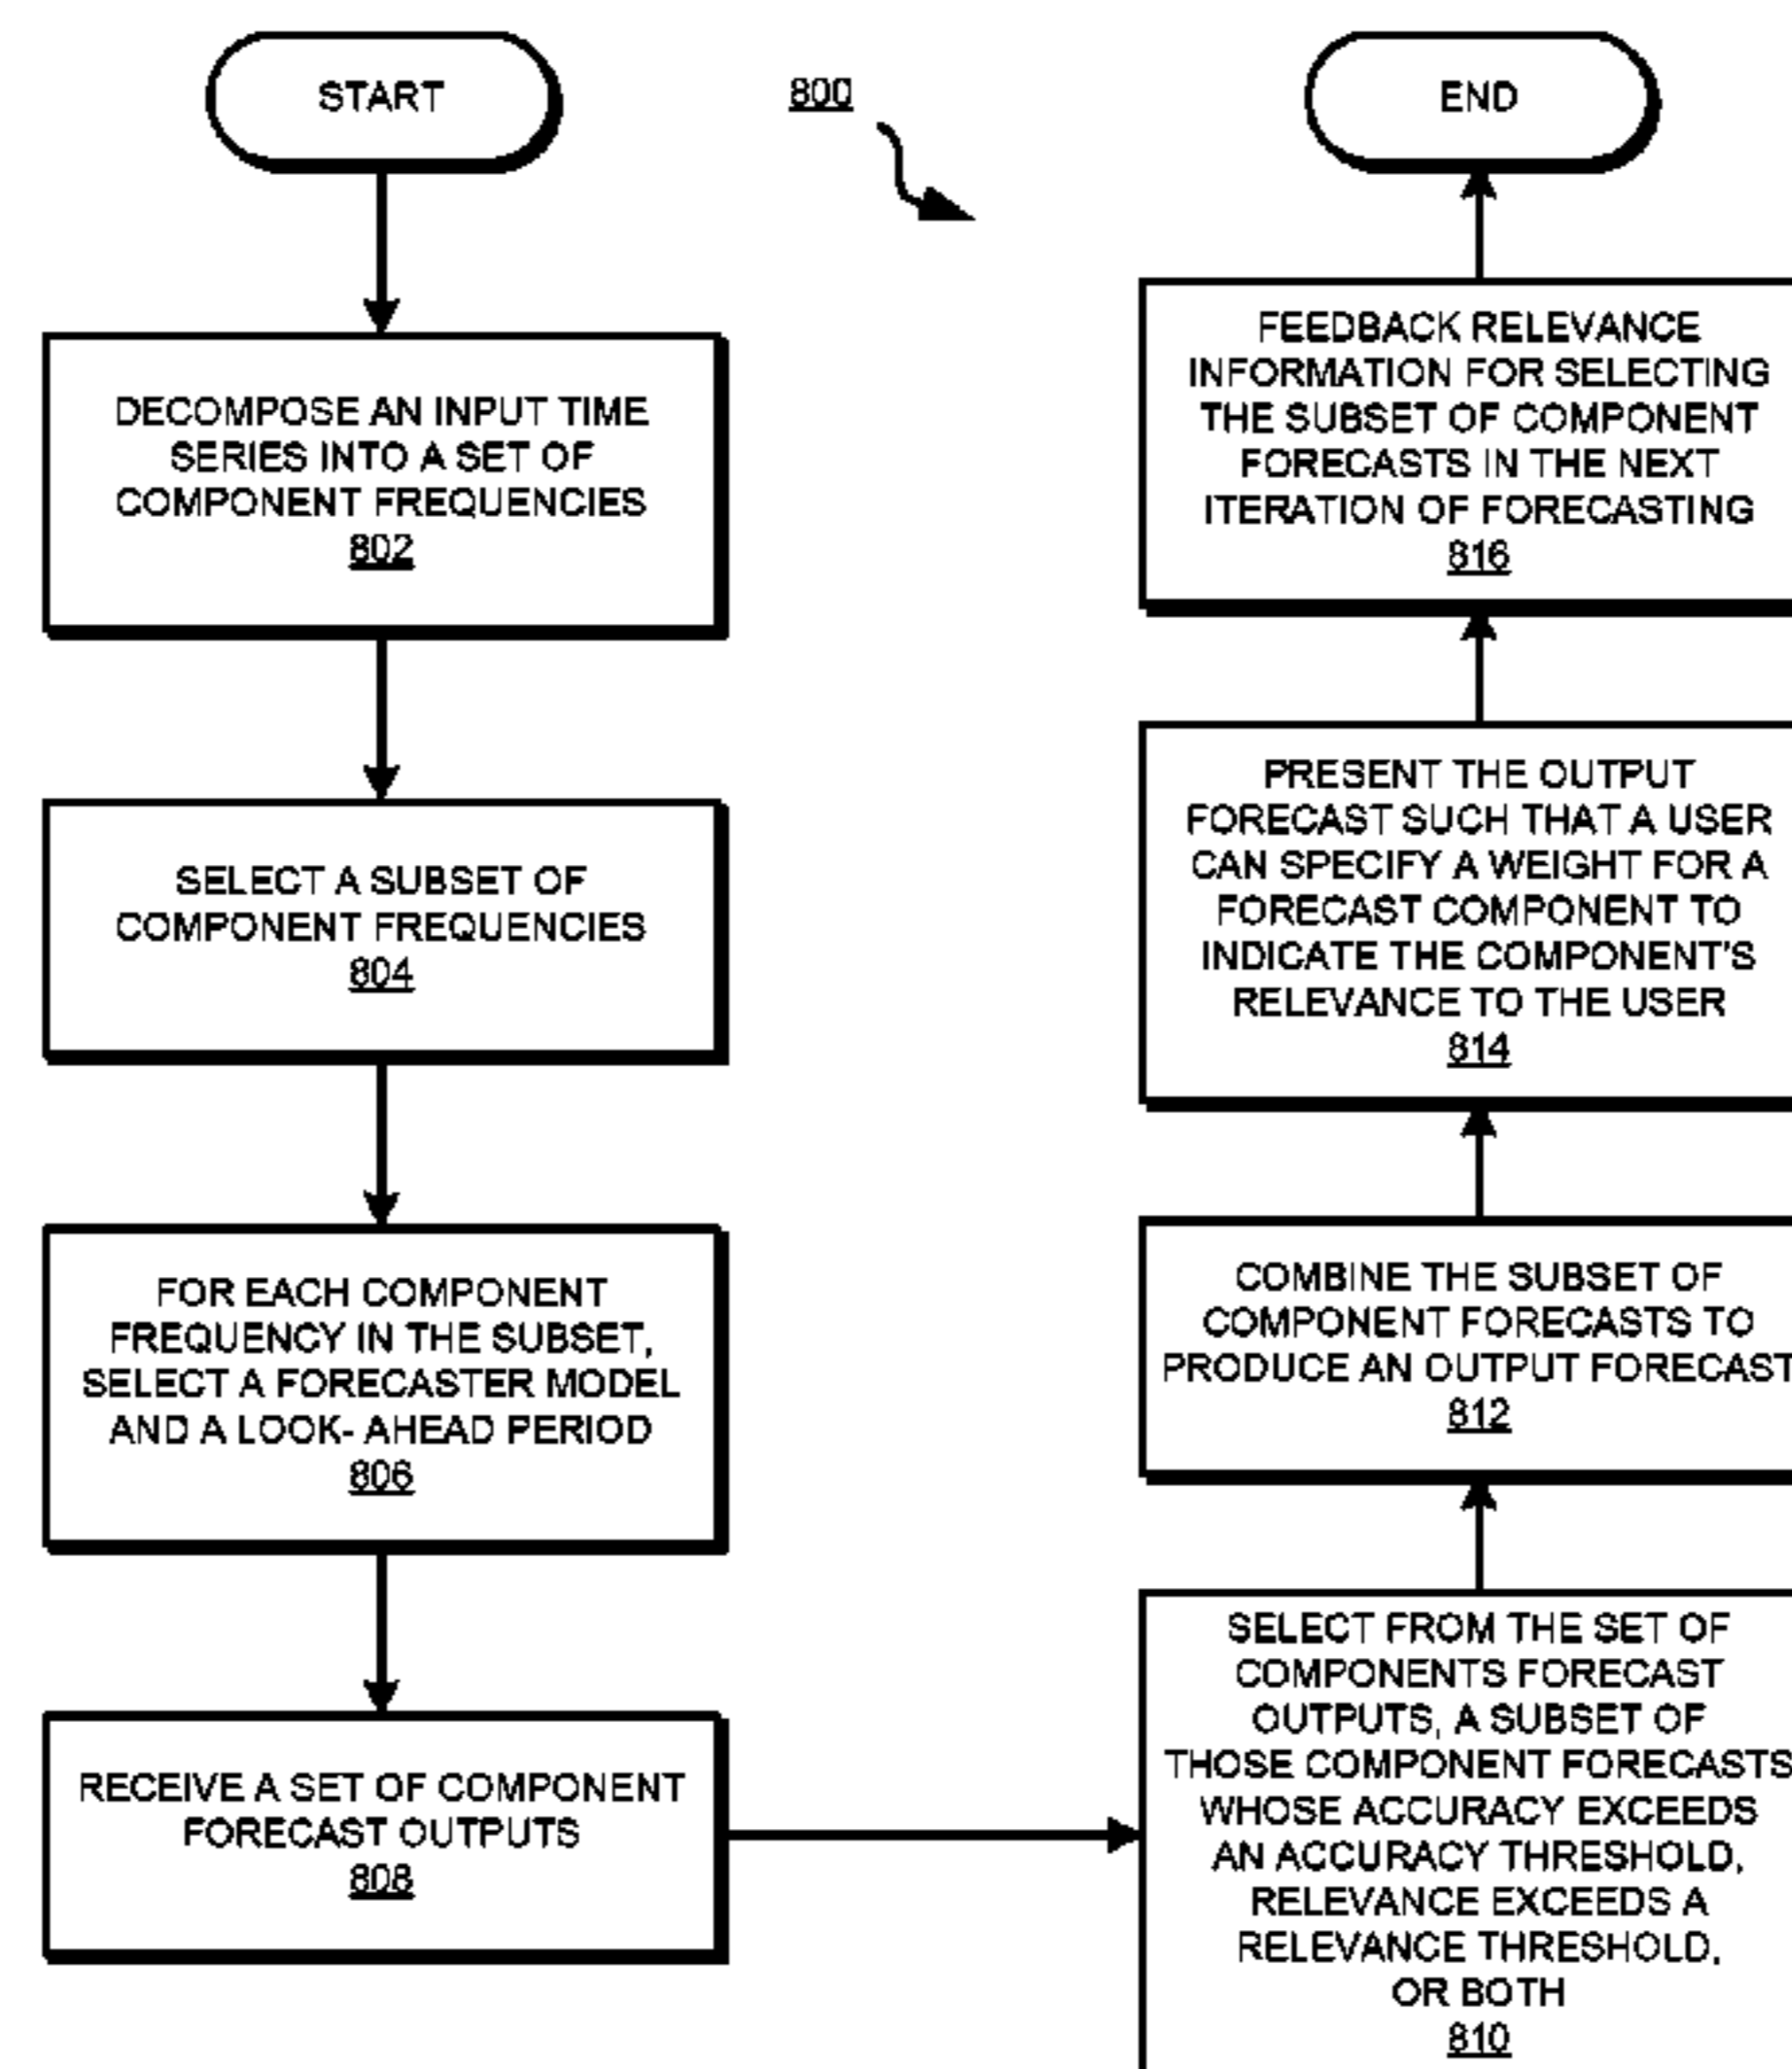 START
800
DECOMPOSE AN INPUT TIME
SERIES INTO A SET OF
COMPONENT FREQUENCIES
802
SELECT A SUBSET OF
COMPONENT FREQUENCIES
804
FOR EACH COMPONENT
FREQUENCY IN THE SUBSET,
SELECT A FORECASTER MODEL
AND A LOOK- AHEAD PERIOD
806
RECEIVE A SET OF COMPONENT
FORECAST OUTPUTS
808
END
FEEDBACK RELEVANCE
INFORMATION FOR SELECTING
THE SUBSET OF COMPONENT
FORECASTS IN THE NEXT
ITERATION OF FORECASTING
816
PRESENT THE OUTPUT
FORECAST SUCH THAT A USER
CAN SPECIFY A WEIGHT FOR A
FORECAST COMPONENT TO
INDICATE THE COMPONENT'S
RELEVANCE TO THE USER
814
COMBINE THE SUBSET OF
COMPONENT FORECASTS TO
PRODUCE AN OUTPUT FORECAST
812
SELECT FROM THE SET OF
COMPONENTS FORECAST
OUTPUTS, A SUBSET OF
THOSE COMPONENT FORECASTS
WHOSE ACCURACY EXCEEDS
AN ACCURACY THRESHOLD,
RELEVANCE EXCEEDS A
RELEVANCE THRESHOLD,
OR BOTH
810